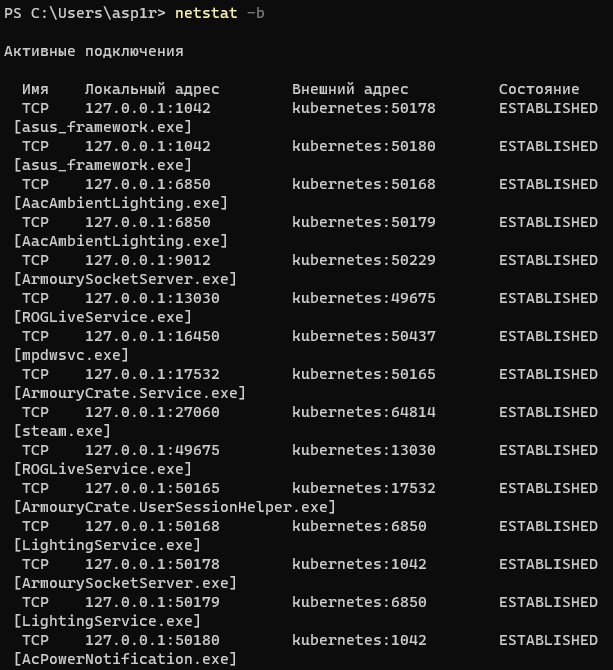 PS C:\Users\asp1r> netstat -b
Активные подключения
Имя Локальный адрес Внешний адрес Состояние
TCP 127.0.0.1:1042 kubernetes:50178 ESTABLISHED
[asus_framework.exe]
TCP 127.0.0.1:1042 kubernetes:50180 ESTABLISHED
[asus_framework.exe]
TCP 127.0.0.1:6850 kubernetes:50168 ESTABLISHED
[AacAmbientLighting.exe]
TCP 127.0.0.1:6850 kubernetes:50179 ESTABLISHED
[AacAmbientLighting.exe]
TCP 127.0.0.1:9012 kubernetes:50229 ESTABLISHED
[ArmourySocketServer.exe]
TCP 127.0.0.1:13030 kubernetes:49675 ESTABLISHED
[ROGLiveService.exe]
TCP 127.0.0.1:16450 kubernetes:50437 ESTABLISHED
[mpdwsvc.exe]
TCP 127.0.0.1:17532 kubernetes:50165 ESTABLISHED
[ArmouryCrate.Service.exe]
TCP 127.0.0.1:27060 kubernetes:64814 ESTABLISHED
[steam.exe]
TCP 127.0.0.1:49675 kubernetes:13030 ESTABLISHED
[ROGLiveService.exe]
TCP 127.0.0.1:50165 kubernetes:17532 ESTABLISHED
[ArmouryCrate.UserSessionHelper.exe]
TCP 127.0.0.1:50168 kubernetes:6850 ESTABLISHED
[LightingService.exe]
TCP 127.0.0.1:50178 kubernetes:1042 ESTABLISHED
[ArmourySocketServer.exe]
TCP 127.0.0.1:50179 kubernetes:6850 ESTABLISHED
[LightingService.exe]
TCP 127.0.0.1:50180 kubernetes:1042 ESTABLISHED
[AcPowerNotification.exe]